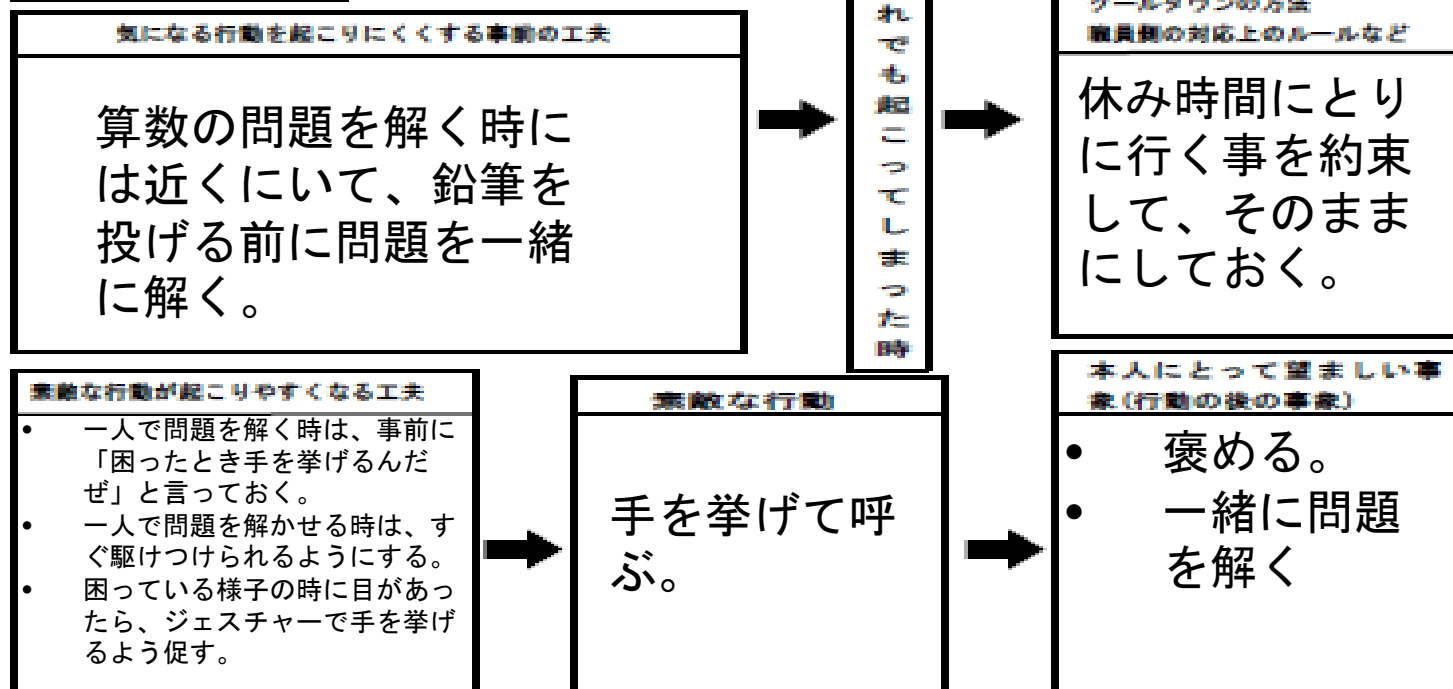 気になる行動を起こりにくくする事前の工夫
算数の問題を解く時に
は近くにいて、鉛筆を
投げる前に問題を一緒
に解く。
れでも起こってしまった時
クールダウンの方法
職員側の対応上のルールなど
休み時間にとり
に行く事を約束
して、そのまま
にしておく。
素敵な行動が起こりやすくなる工夫
• 一人で問題を解く時は、事前に
「困ったとき手を挙げるんだ
ぜ」と言っておく。
• 一人で問題を解かせる時は、す
ぐ駆けつけられるようにする。
• 困っている様子の時に目があっ
たら、ジェスチャーで手を挙げ
るよう促す。
素敵な行動
手を挙げて呼
ぶ。
本人にとって望ましい事
象(行動の後の事象)
• 褒める。
• 一緒に問題
を解く